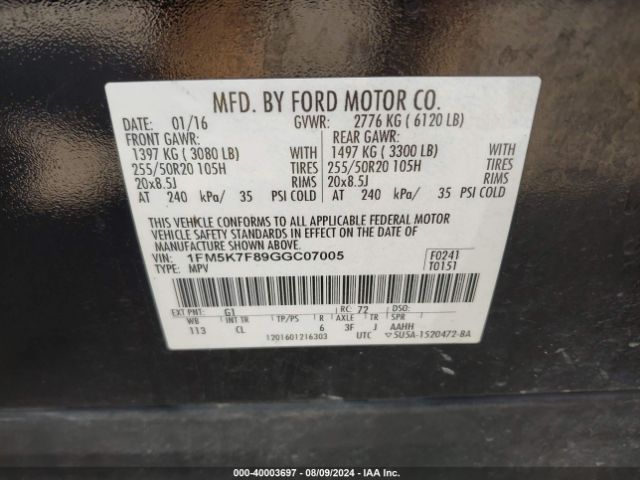 MFD. BY FORD MOTOR CO.
DATE: 01/16 GVWR: 2776 KG ( 6120 LB)
FRONT GAWR: REAR GAWR:
1397 KG ( 3080 LB) WITH 1497 KG ( 3300 LB) WITH
255/50R20 105H TIRES 255/50R20 105H TIRES
20x8.5J RIMS 20x8.5J RIMS
AT 240 kPa/ 35 PSI COLD AT 240 kPa/ 35 PSI COLD
THIS VEHICLE CONFORMS TO ALL APPLICABLE FEDERAL MOTOR
VEHICLE SAFETY STANDARDS IN EFFECT ON THE DATE OF
MANUFACTURE SHOWN ABOVE.
VIN: 1FM5K7F89GGC07005 F0241
TYPE: MPV T0151
EXT PNT: G1 RC: 72 DSO:
WB INT TR TP/PS R AXLE TR SPR
113 CL 6 3F J AAHH
1201601216303 UTC 5U5A-1520472-BA
000-40003697 - 08/09/2024 - IAA Inc.